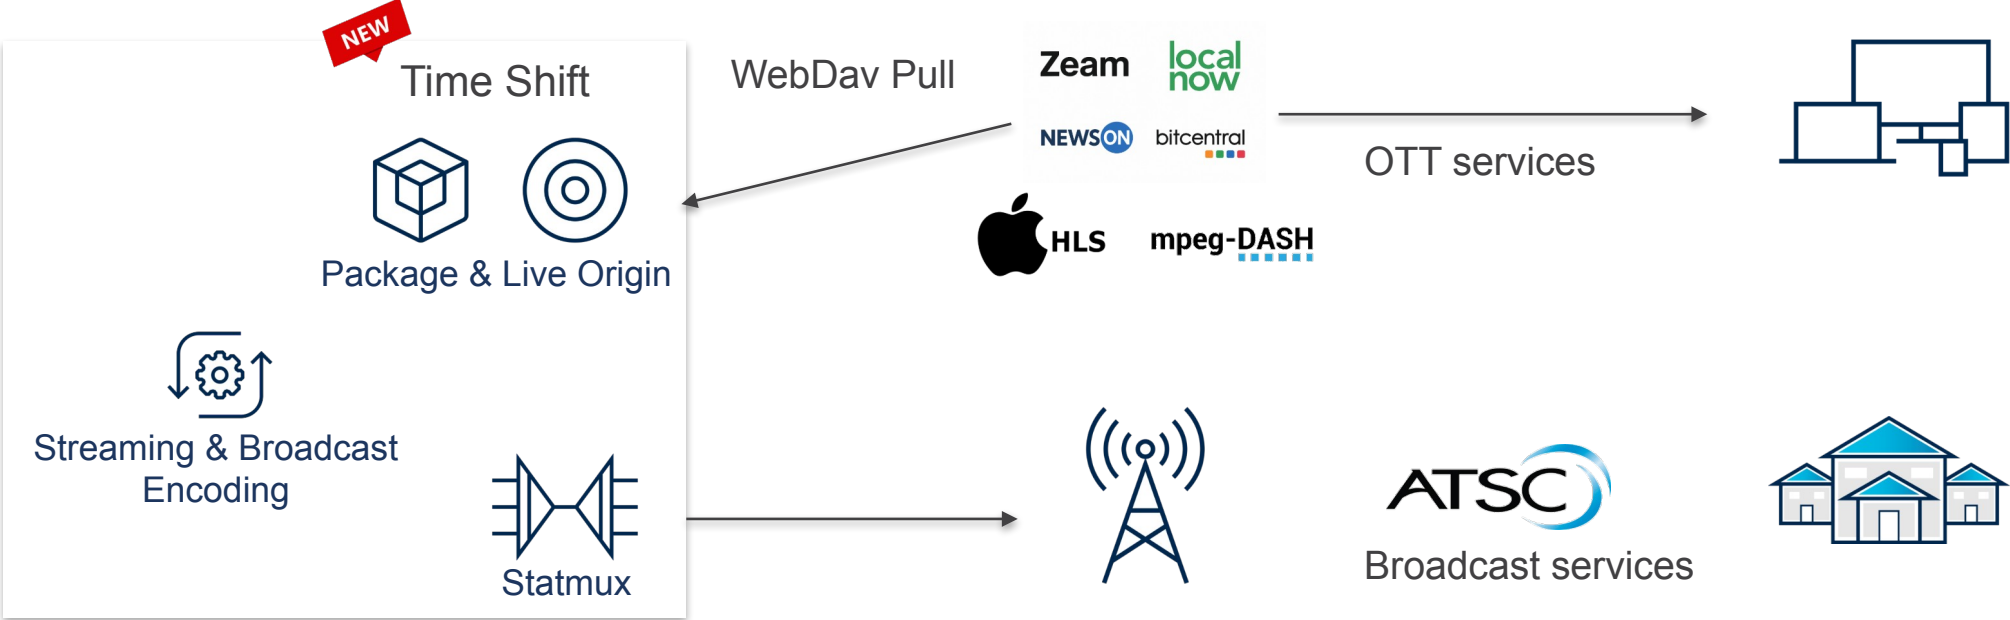 NEW
Time Shift
Package & Live Origin
Streaming & Broadcast
Encoding
Statmux
WebDav Pull
Zeam
local
now
NEWSON
bitcentral
HLS
mpeg-DASH
OTT services
ATSC
Broadcast services